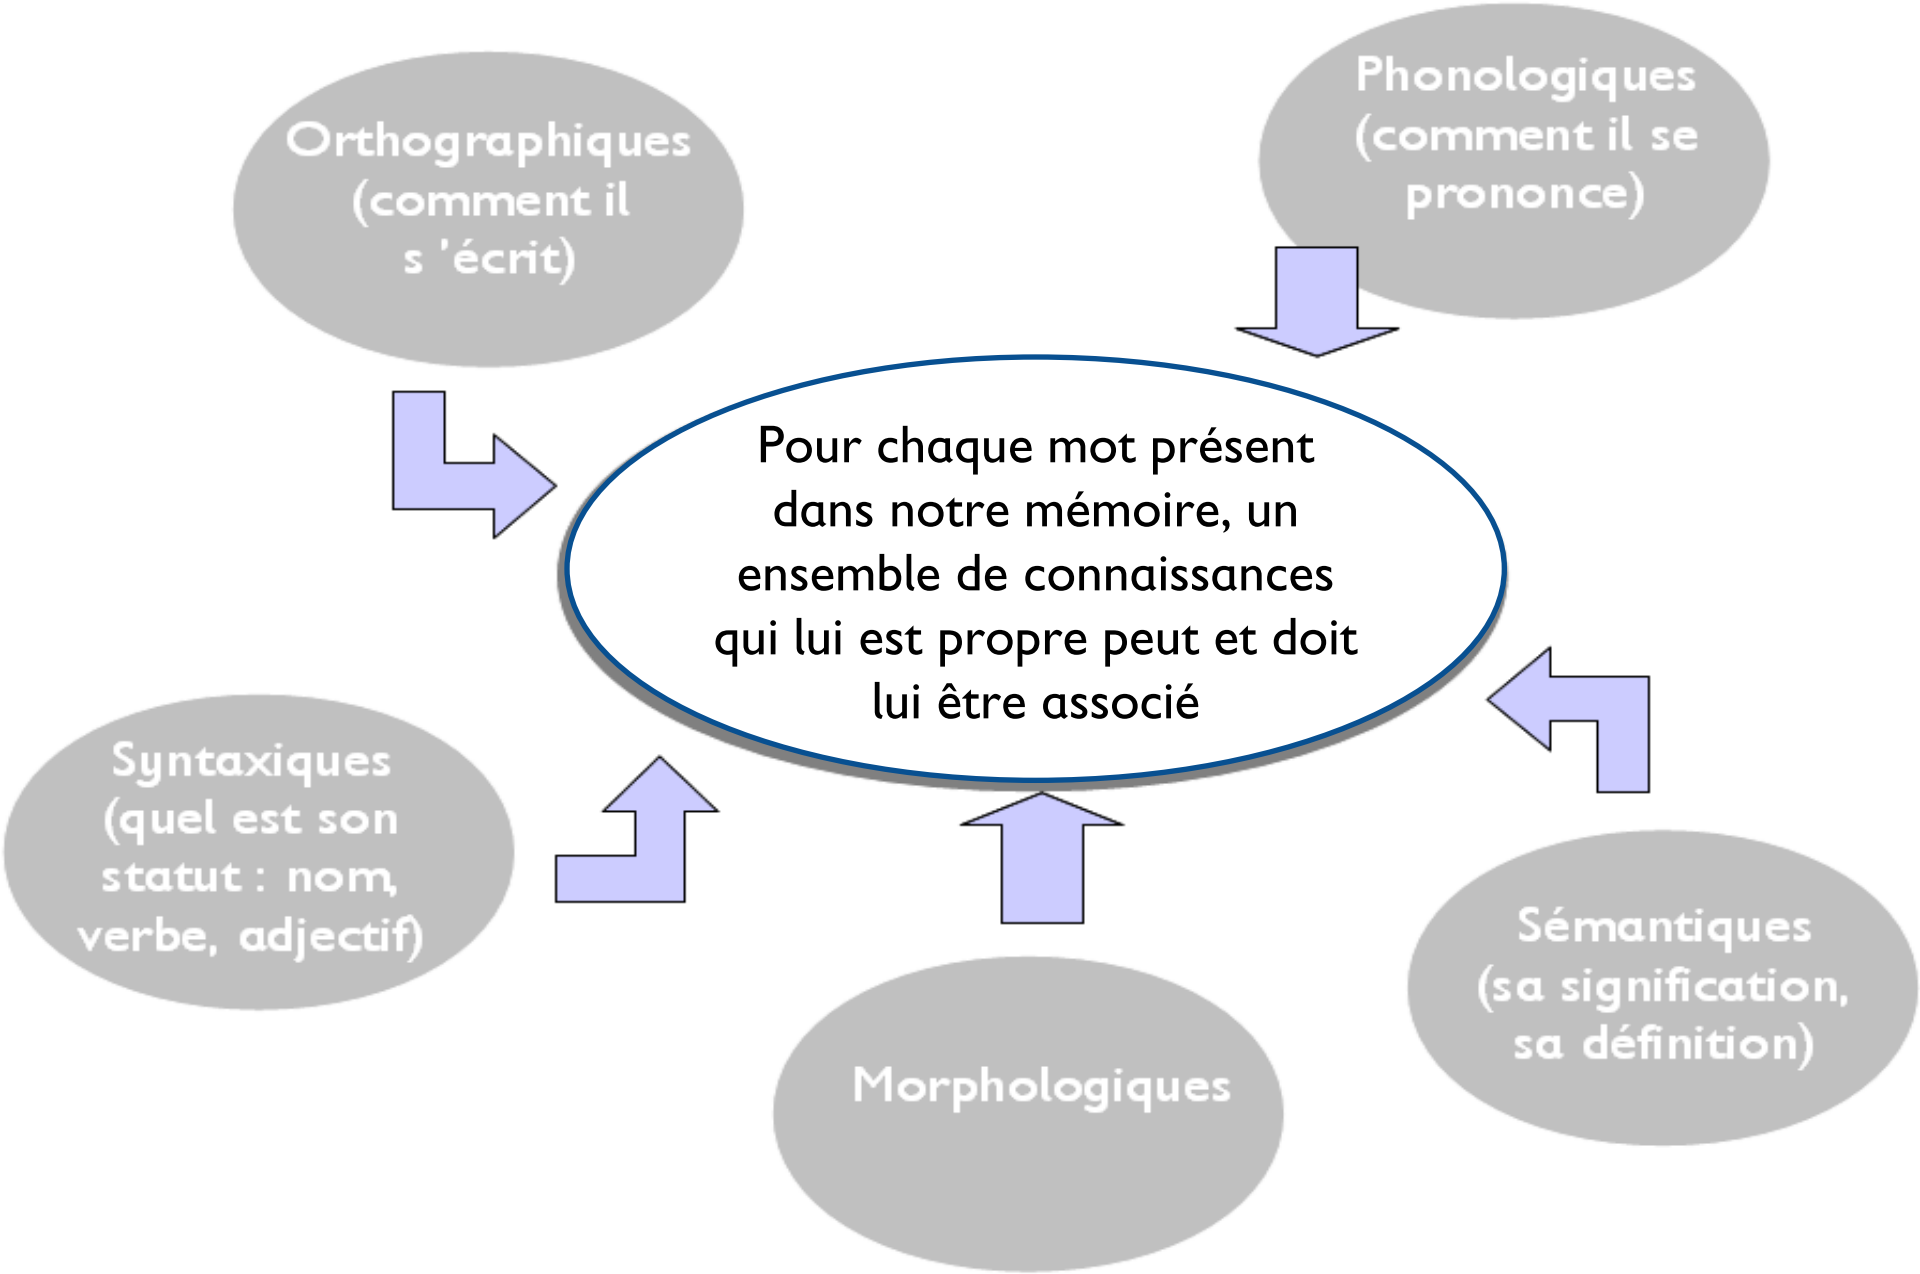 Orthographiques
(comment il
s 'écrit)
Phonologiques
(comment il se
prononce)
Pour chaque mot présent
dans notre mémoire, un
ensemble de connaissances
qui lui est propre peut et doit
lui être associé
Syntaxiques
(quel est son
statut : nom,
verbe, adjectif)
Morphologiques
Sémantiques
(sa signification,
sa définition)